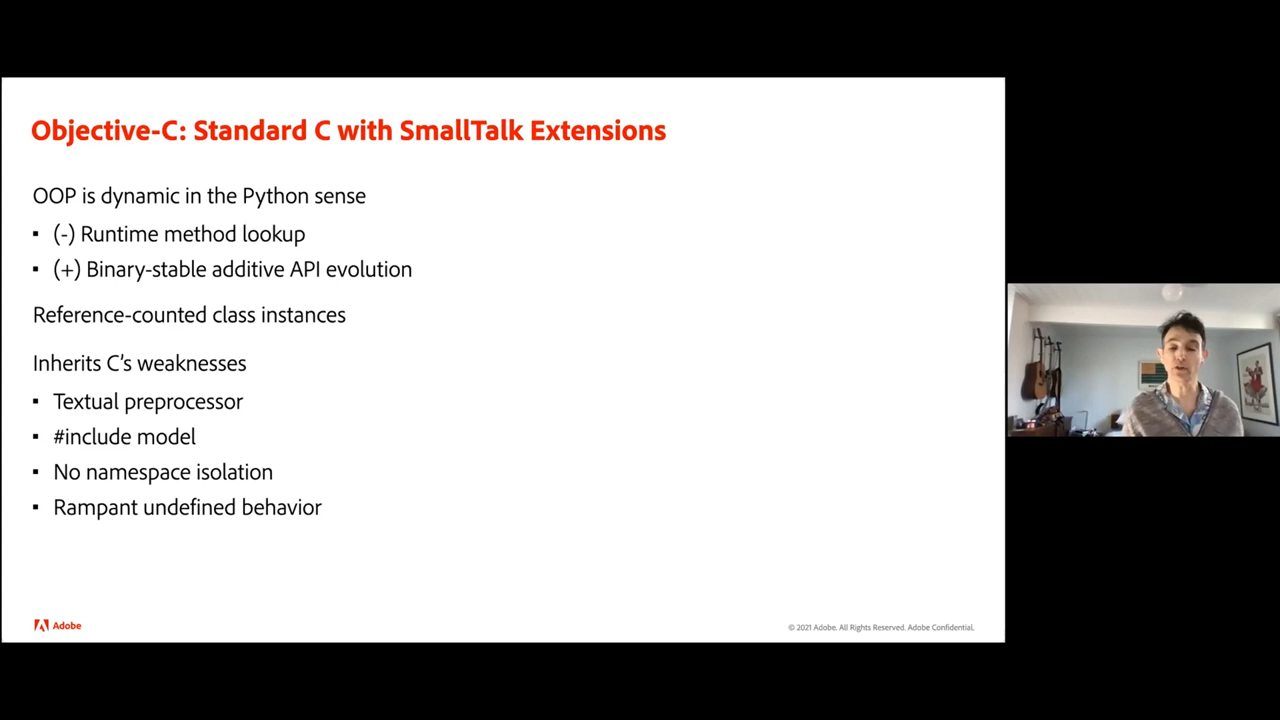 Objective-C: Standard C with SmallTalk Extensions
OOP is dynamic in the Python sense
▪ (-) Runtime method lookup
▪ (+) Binary-stable additive API evolution
Reference-counted class instances
Inherits C’s weaknesses
▪ Textual preprocessor
▪ #include model
▪ No namespace isolation
▪ Rampant undefined behavior
Adobe
© 2021 Adobe. All Rights Reserved. Adobe Confidential.